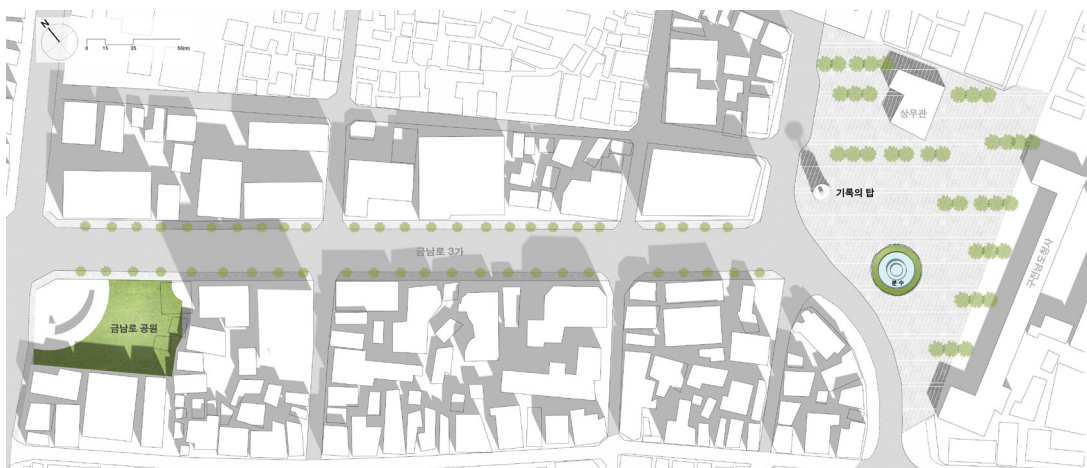 N
0 15 25 50(m)
상무관
기록의 탑
금남로 3가
구전남도청사
분수
금남로 공원